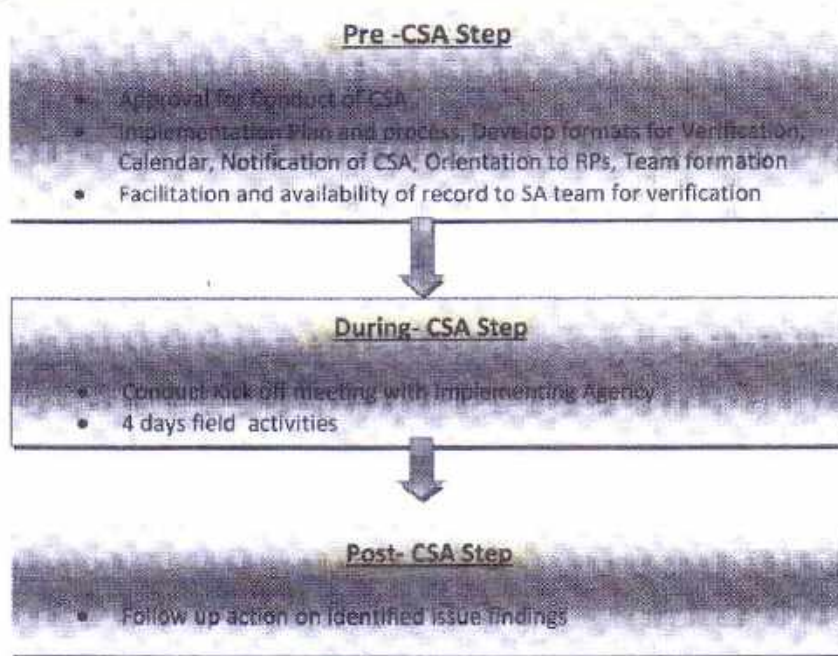 Pre -CSA Step
• Approval for Conduct of CSA
• Implementation Plan and process, Develop formats for Verification,
Calendar, Notification of CSA, Orientation to RPs, Team formation
• Facilitation and availability of record to SA team for verification
During- CSA Step
• Conduct Kick off meeting with Implementing Agency
• 4 days field activities
Post- CSA Step
• Follow up action on identified issue findings